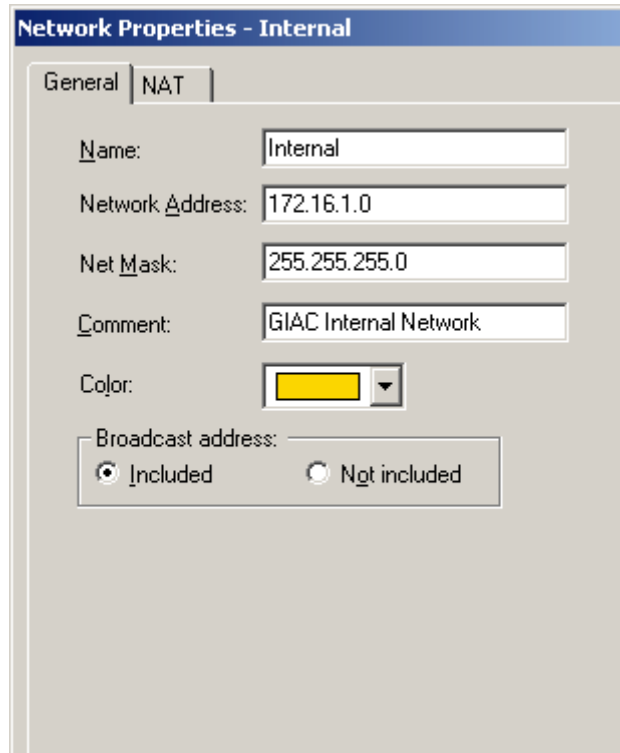 Network Properties - Internal
General NAT
Name: Internal
Network Address: 172.16.1.0
Net Mask: 255.255.255.0
Comment: GIAC Internal Network
Color:
Broadcast address:
Included Not included